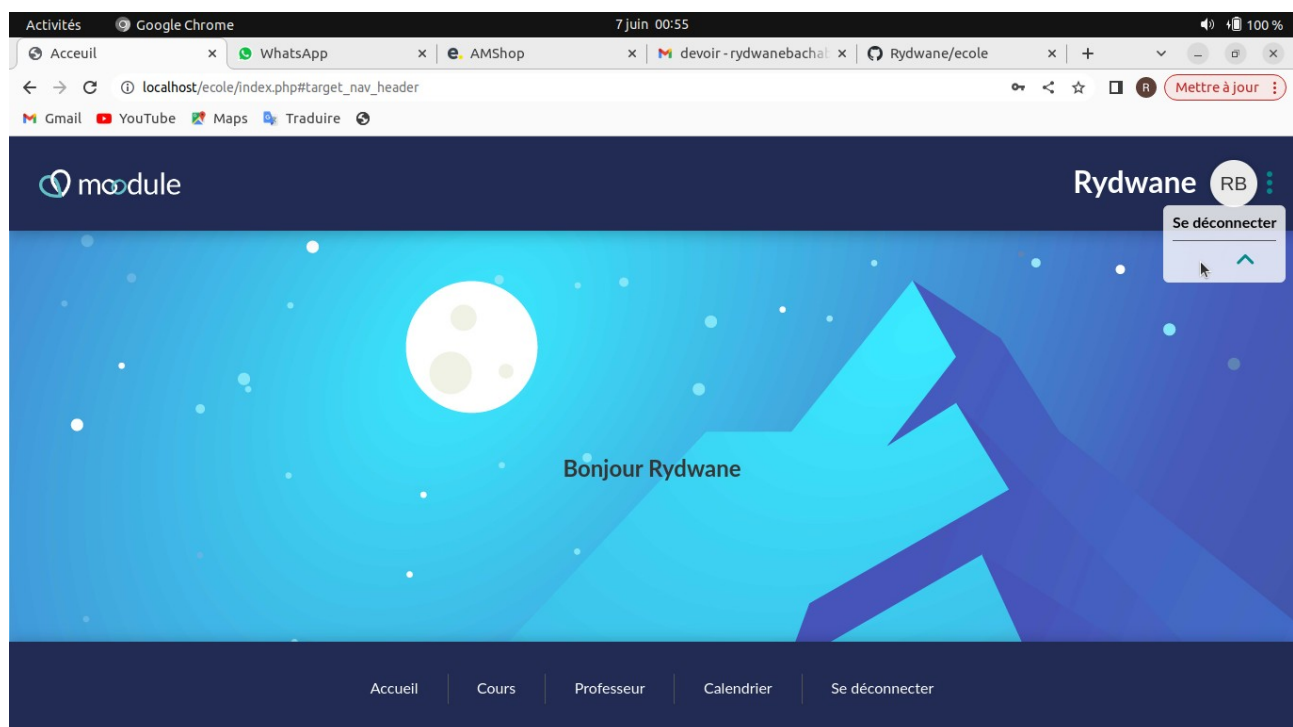 Activités Google Chrome 7 juin 00:55 100 %
Acceuil WhatsApp e. AMShop devoir - rydwanebachal Rydwane/ecole
localhost/ecole/index.php#target_nav_header R Mettre à jour
Gmail YouTube Maps Traduire
moodule Rydwane RB
Se déconnecter
Bonjour Rydwane
Accueil Cours Professeur Calendrier Se déconnecter